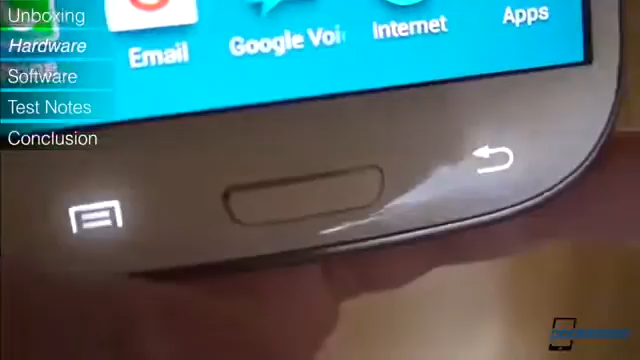 Unboxing
Hardware
Software
Test Notes
Conclusion
Email
Google Voi
Internet
Apps